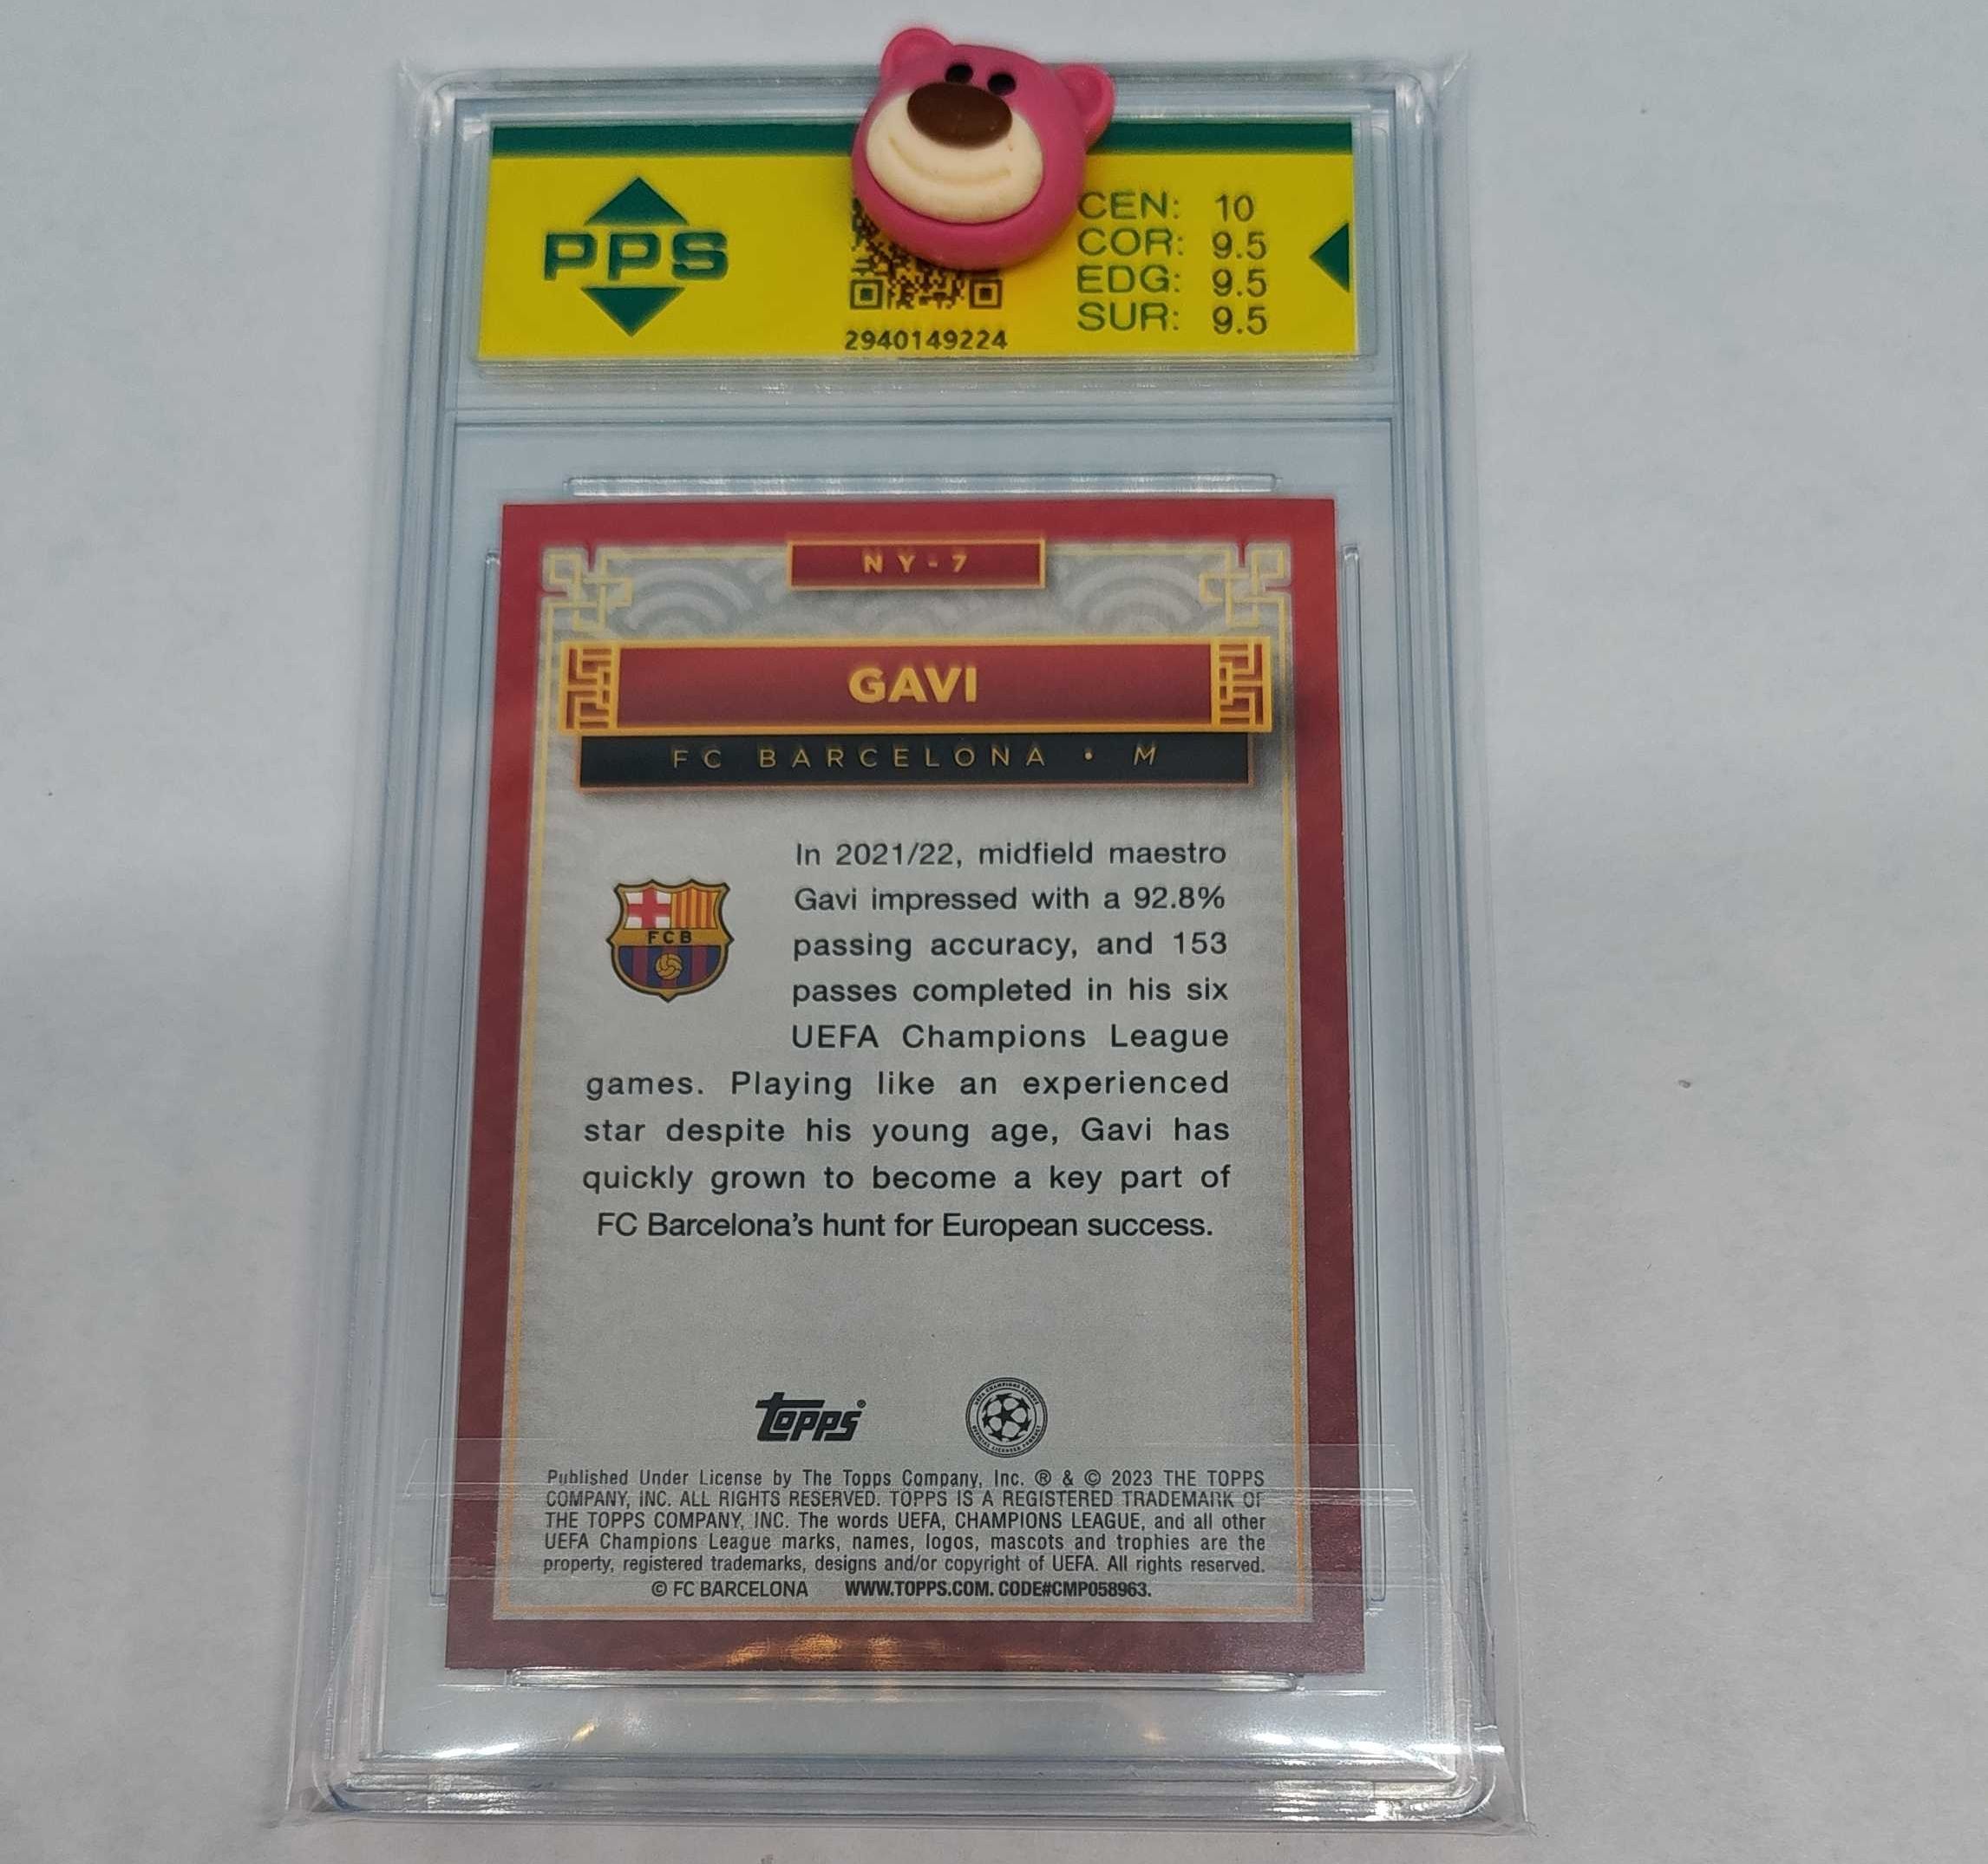 PPS
CEN: 10
COR: 9.5
EDG: 9.5
SUR: 9.5
2940149224
NY-7
GAVI
FC BARCELONA • M
In 2021/22, midfield maestro
Gavi impressed with a 92.8%
passing accuracy, and 153
passes completed in his six
UEFA Champions League
games. Playing like an experienced
star despite his young age, Gavi has
quickly grown to become a key part of
FC Barcelona's hunt for European success.
FCB
Topps®
Published Under License by The Topps Company, Inc. ® & © 2023 THE TOPPS
COMPANY, INC. ALL RIGHTS RESERVED. TOPPS IS A REGISTERED TRADEMARK OF
THE TOPPS COMPANY, INC. The words UEFA, CHAMPIONS LEAGUE, and all other
UEFA Champions League marks, names, logos, mascots and trophies are the
property, registered trademarks, designs and/or copyright of UEFA. All rights reserved.
© FC BARCELONA WWW.TOPPS.COM. CODE#CMP058963.